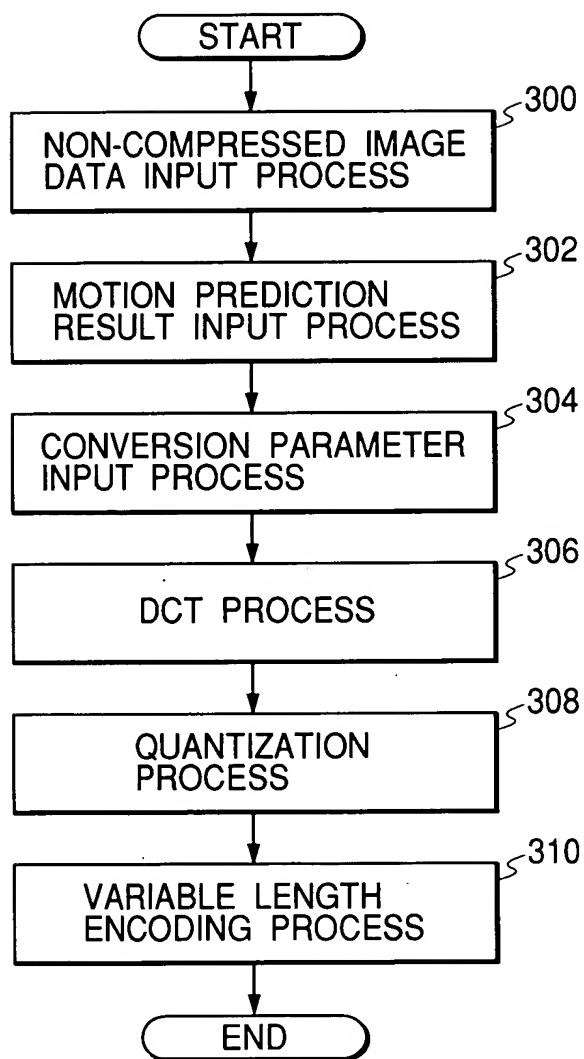 START
300
NON-COMPRESSED IMAGE
DATA INPUT PROCESS
302
MOTION PREDICTION
RESULT INPUT PROCESS
304
CONVERSION PARAMETER
INPUT PROCESS
306
DCT PROCESS
308
QUANTIZATION
PROCESS
310
VARIABLE LENGTH
ENCODING PROCESS
END